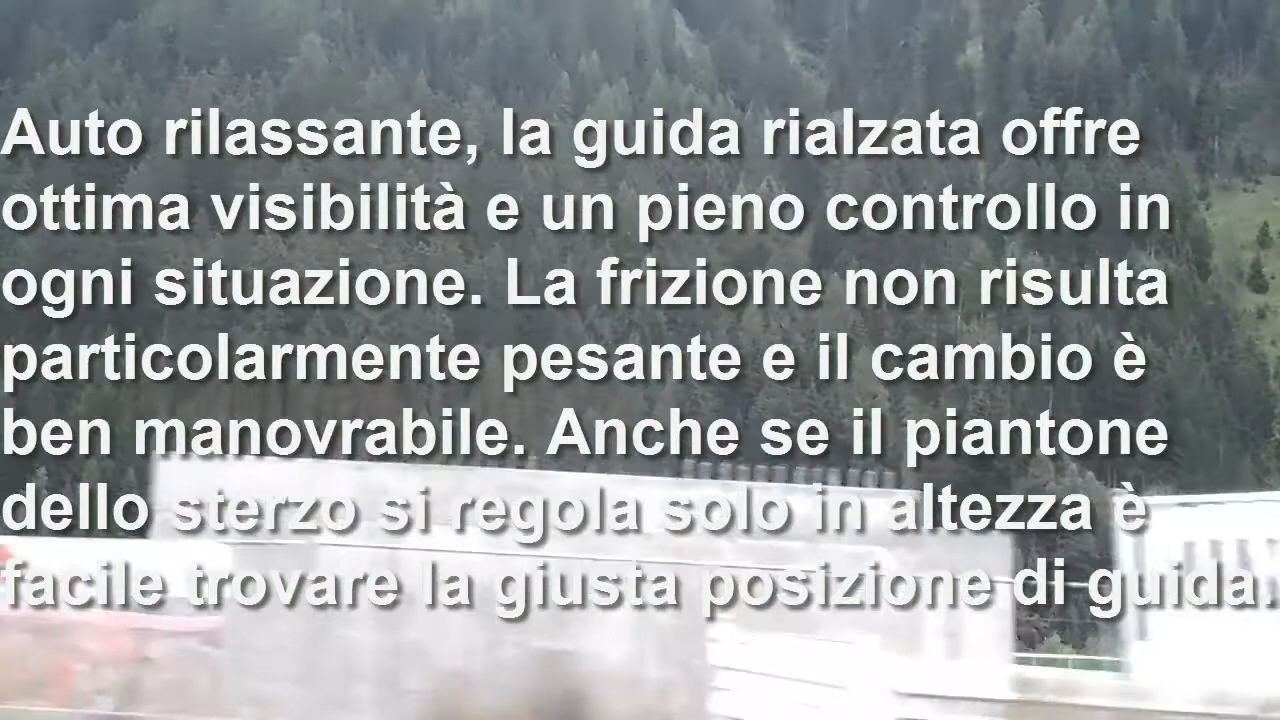 Auto rilassante, la guida rialzata offre
ottima visibilità e un pieno controllo in
ogni situazione. La frizione non risulta
particolarmente pesante e il cambio è
ben manovrabile. Anche se il piantone
dello sterzo si regola solo in altezza è
facile trovare la giusta posizione di guida.